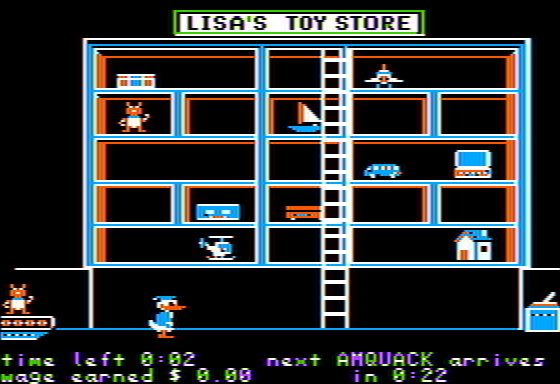 LISA'S TOY STORE
time left 0:02 next AMQUACK arrives
wage earned $ 0.00 in 0:22